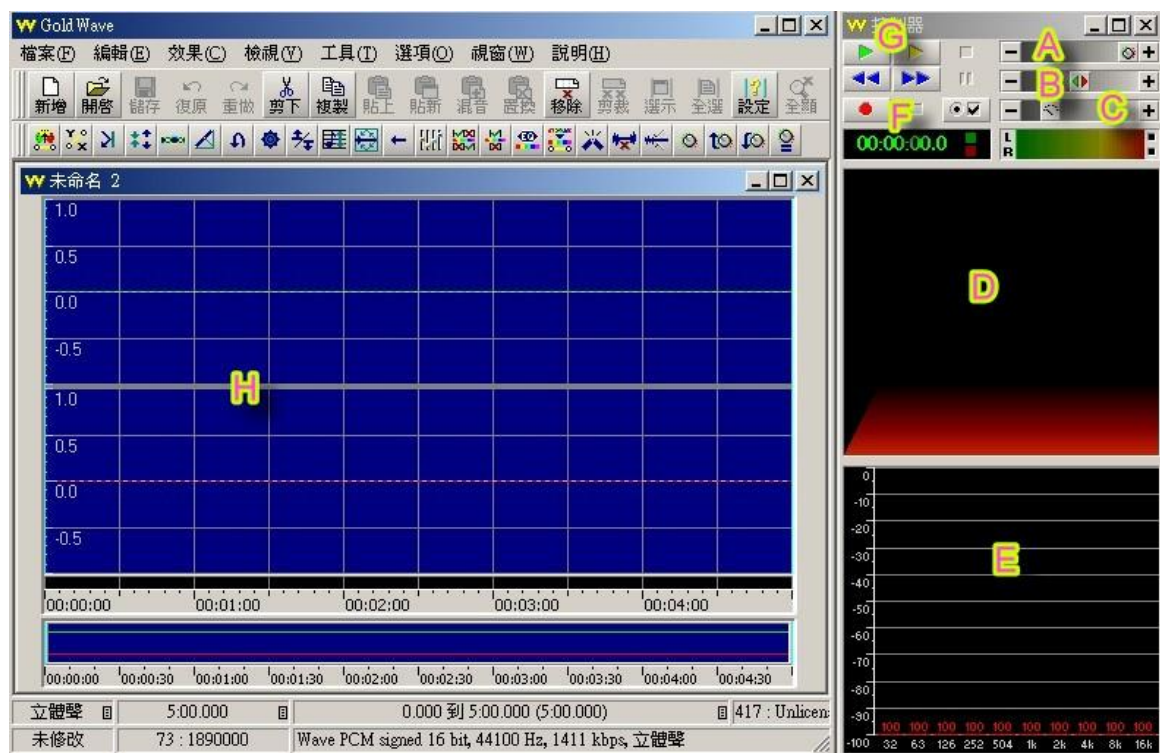 Gold Wave
檔案(F) 編輯(E) 效果(C) 檢視(V) 工具(T) 選項(O) 視窗(W) 說明(H)
新增 開啓 儲存 復原 重做 剪下 複製 貼上 貼新 混音 置換 移除 剪裁 選示 全選 設定 全顯
未命名 2
1.0
0.5
0.0
-0.5
H
1.0
0.5
0.0
-0.5
00:00:00 00:01:00 00:02:00 00:03:00 00:04:00
00:00:00 00:00:30 00:01:00 00:01:30 00:02:00 00:02:30 00:03:00 00:03:30 00:04:00 00:04:30
立體聲 5:00.000 0.000 到 5:00.000 (5:00.000) 417 : Unlicen
未修改 73 : 1890000 Wave PCM signed 16 bit, 44100 Hz, 1411 kbps, 立體聲
控制器
G A
B
F C
00:00:00.0 L
R
D
0
-10
-20
-30
E
-40
-50
-60
-70
-80
-90
100 100 100 100 100 100 100 100 100 100
-100 32 63 126 252 504 1k 2k 4k 8k 16k